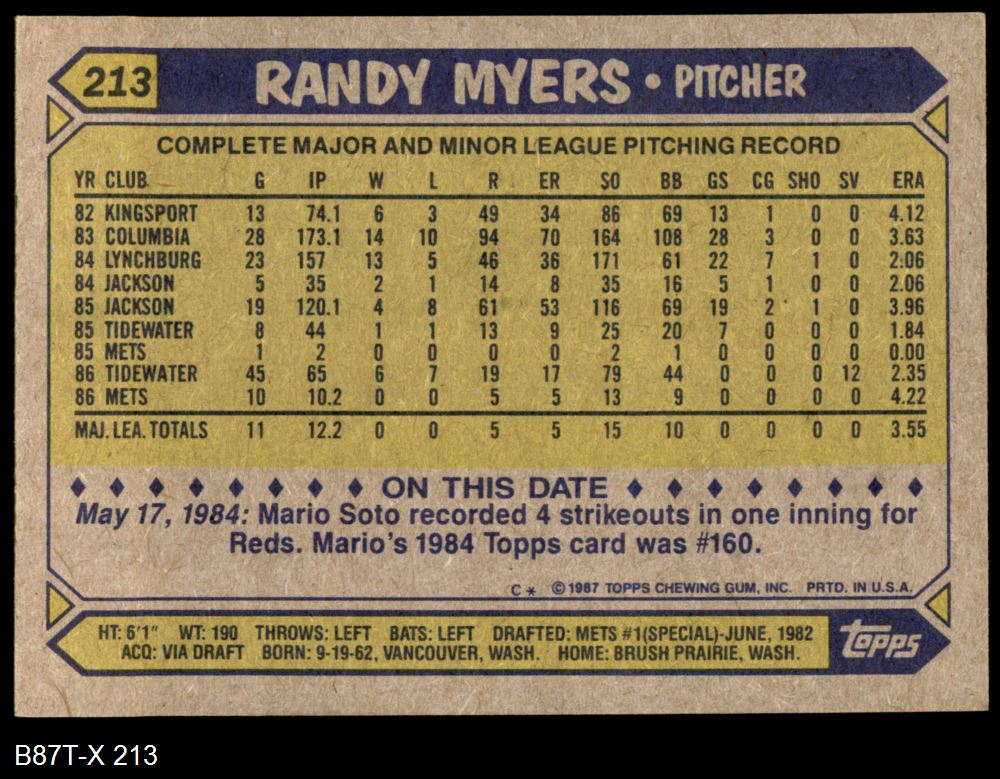 213 RANDY MYERS • PITCHER
COMPLETE MAJOR AND MINOR LEAGUE PITCHING RECORD
YR CLUB G IP W L R ER SO BB GS CG SHO SV ERA
82 KINGSPORT 13 74.1 6 3 49 34 86 69 13 1 0 0 4.12
83 COLUMBIA 28 173.1 14 10 94 70 164 108 28 3 0 0 3.63
84 LYNCHBURG 23 157 13 5 46 36 171 61 22 7 1 0 2.06
84 JACKSON 5 35 2 1 14 8 35 16 5 1 0 0 2.06
85 JACKSON 19 120.1 4 8 61 53 116 69 19 2 1 0 3.96
85 TIDEWATER 8 44 1 1 13 9 25 20 7 0 0 0 1.84
85 METS 1 2 0 0 0 0 2 1 0 0 0 0 0.00
86 TIDEWATER 45 65 6 7 19 17 79 44 0 0 0 12 2.35
86 METS 10 10.2 0 0 5 5 13 9 0 0 0 0 4.22
MAJ. LEA. TOTALS 11 12.2 0 0 5 5 15 10 0 0 0 0 3.55
♦ ♦ ♦ ♦ ♦ ♦ ♦ ♦ ON THIS DATE ♦ ♦ ♦ ♦ ♦ ♦ ♦ ♦
May 17, 1984: Mario Soto recorded 4 strikeouts in one inning for
Reds. Mario's 1984 Topps card was #160.
C* ©1987 TOPPS CHEWING GUM, INC. PRTD. IN U.S.A.
HT: 6'1" WT: 190 THROWS: LEFT BATS: LEFT DRAFTED: METS #1(SPECIAL)-JUNE, 1982
ACQ: VIA DRAFT BORN: 9-19-62, VANCOUVER, WASH. HOME: BRUSH PRAIRIE, WASH.
topps
B87T-X 213